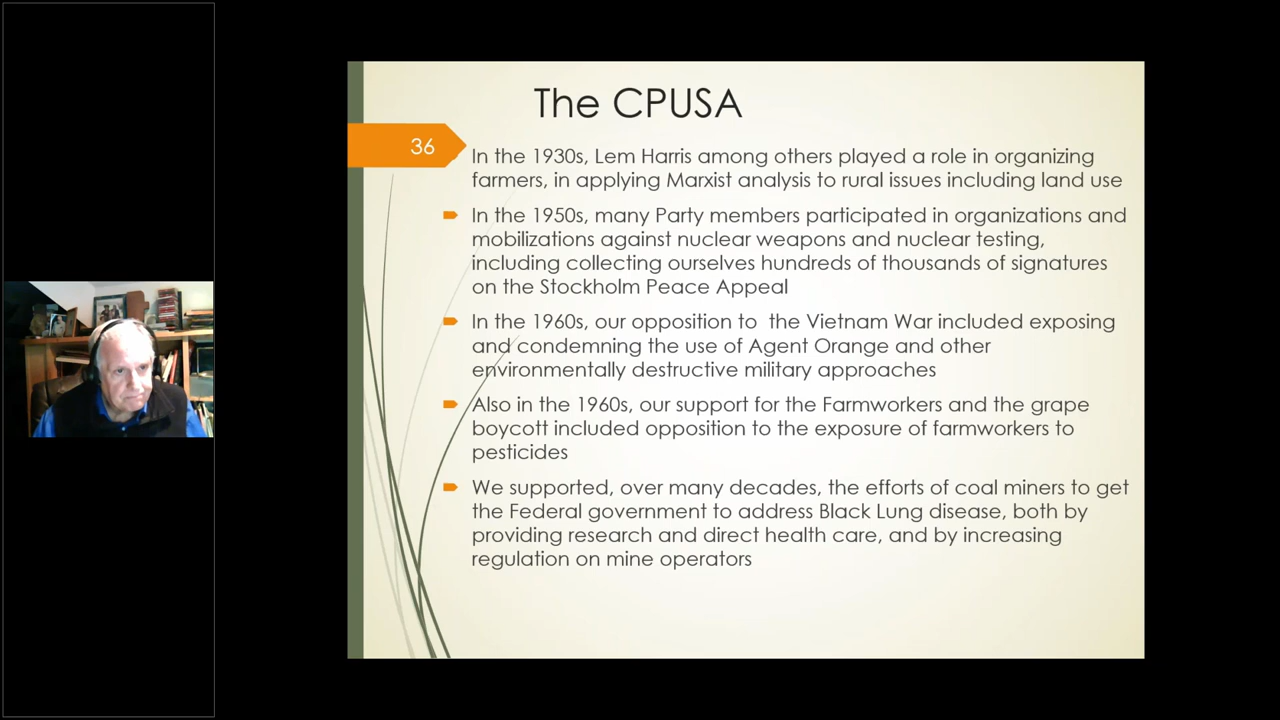 The CPUSA
36
In the 1930s, Lem Harris among others played a role in organizing
farmers, in applying Marxist analysis to rural issues including land use
In the 1950s, many Party members participated in organizations and
mobilizations against nuclear weapons and nuclear testing,
including collecting ourselves hundreds of thousands of signatures
on the Stockholm Peace Appeal
In the 1960s, our opposition to  the Vietnam War included exposing
and condemning the use of Agent Orange and other
environmentally destructive military approaches
Also in the 1960s, our support for the Farmworkers and the grape
boycott included opposition to the exposure of farmworkers to
pesticides
We supported, over many decades, the efforts of coal miners to get
the Federal government to address Black Lung disease, both by
providing research and direct health care, and by increasing
regulation on mine operators